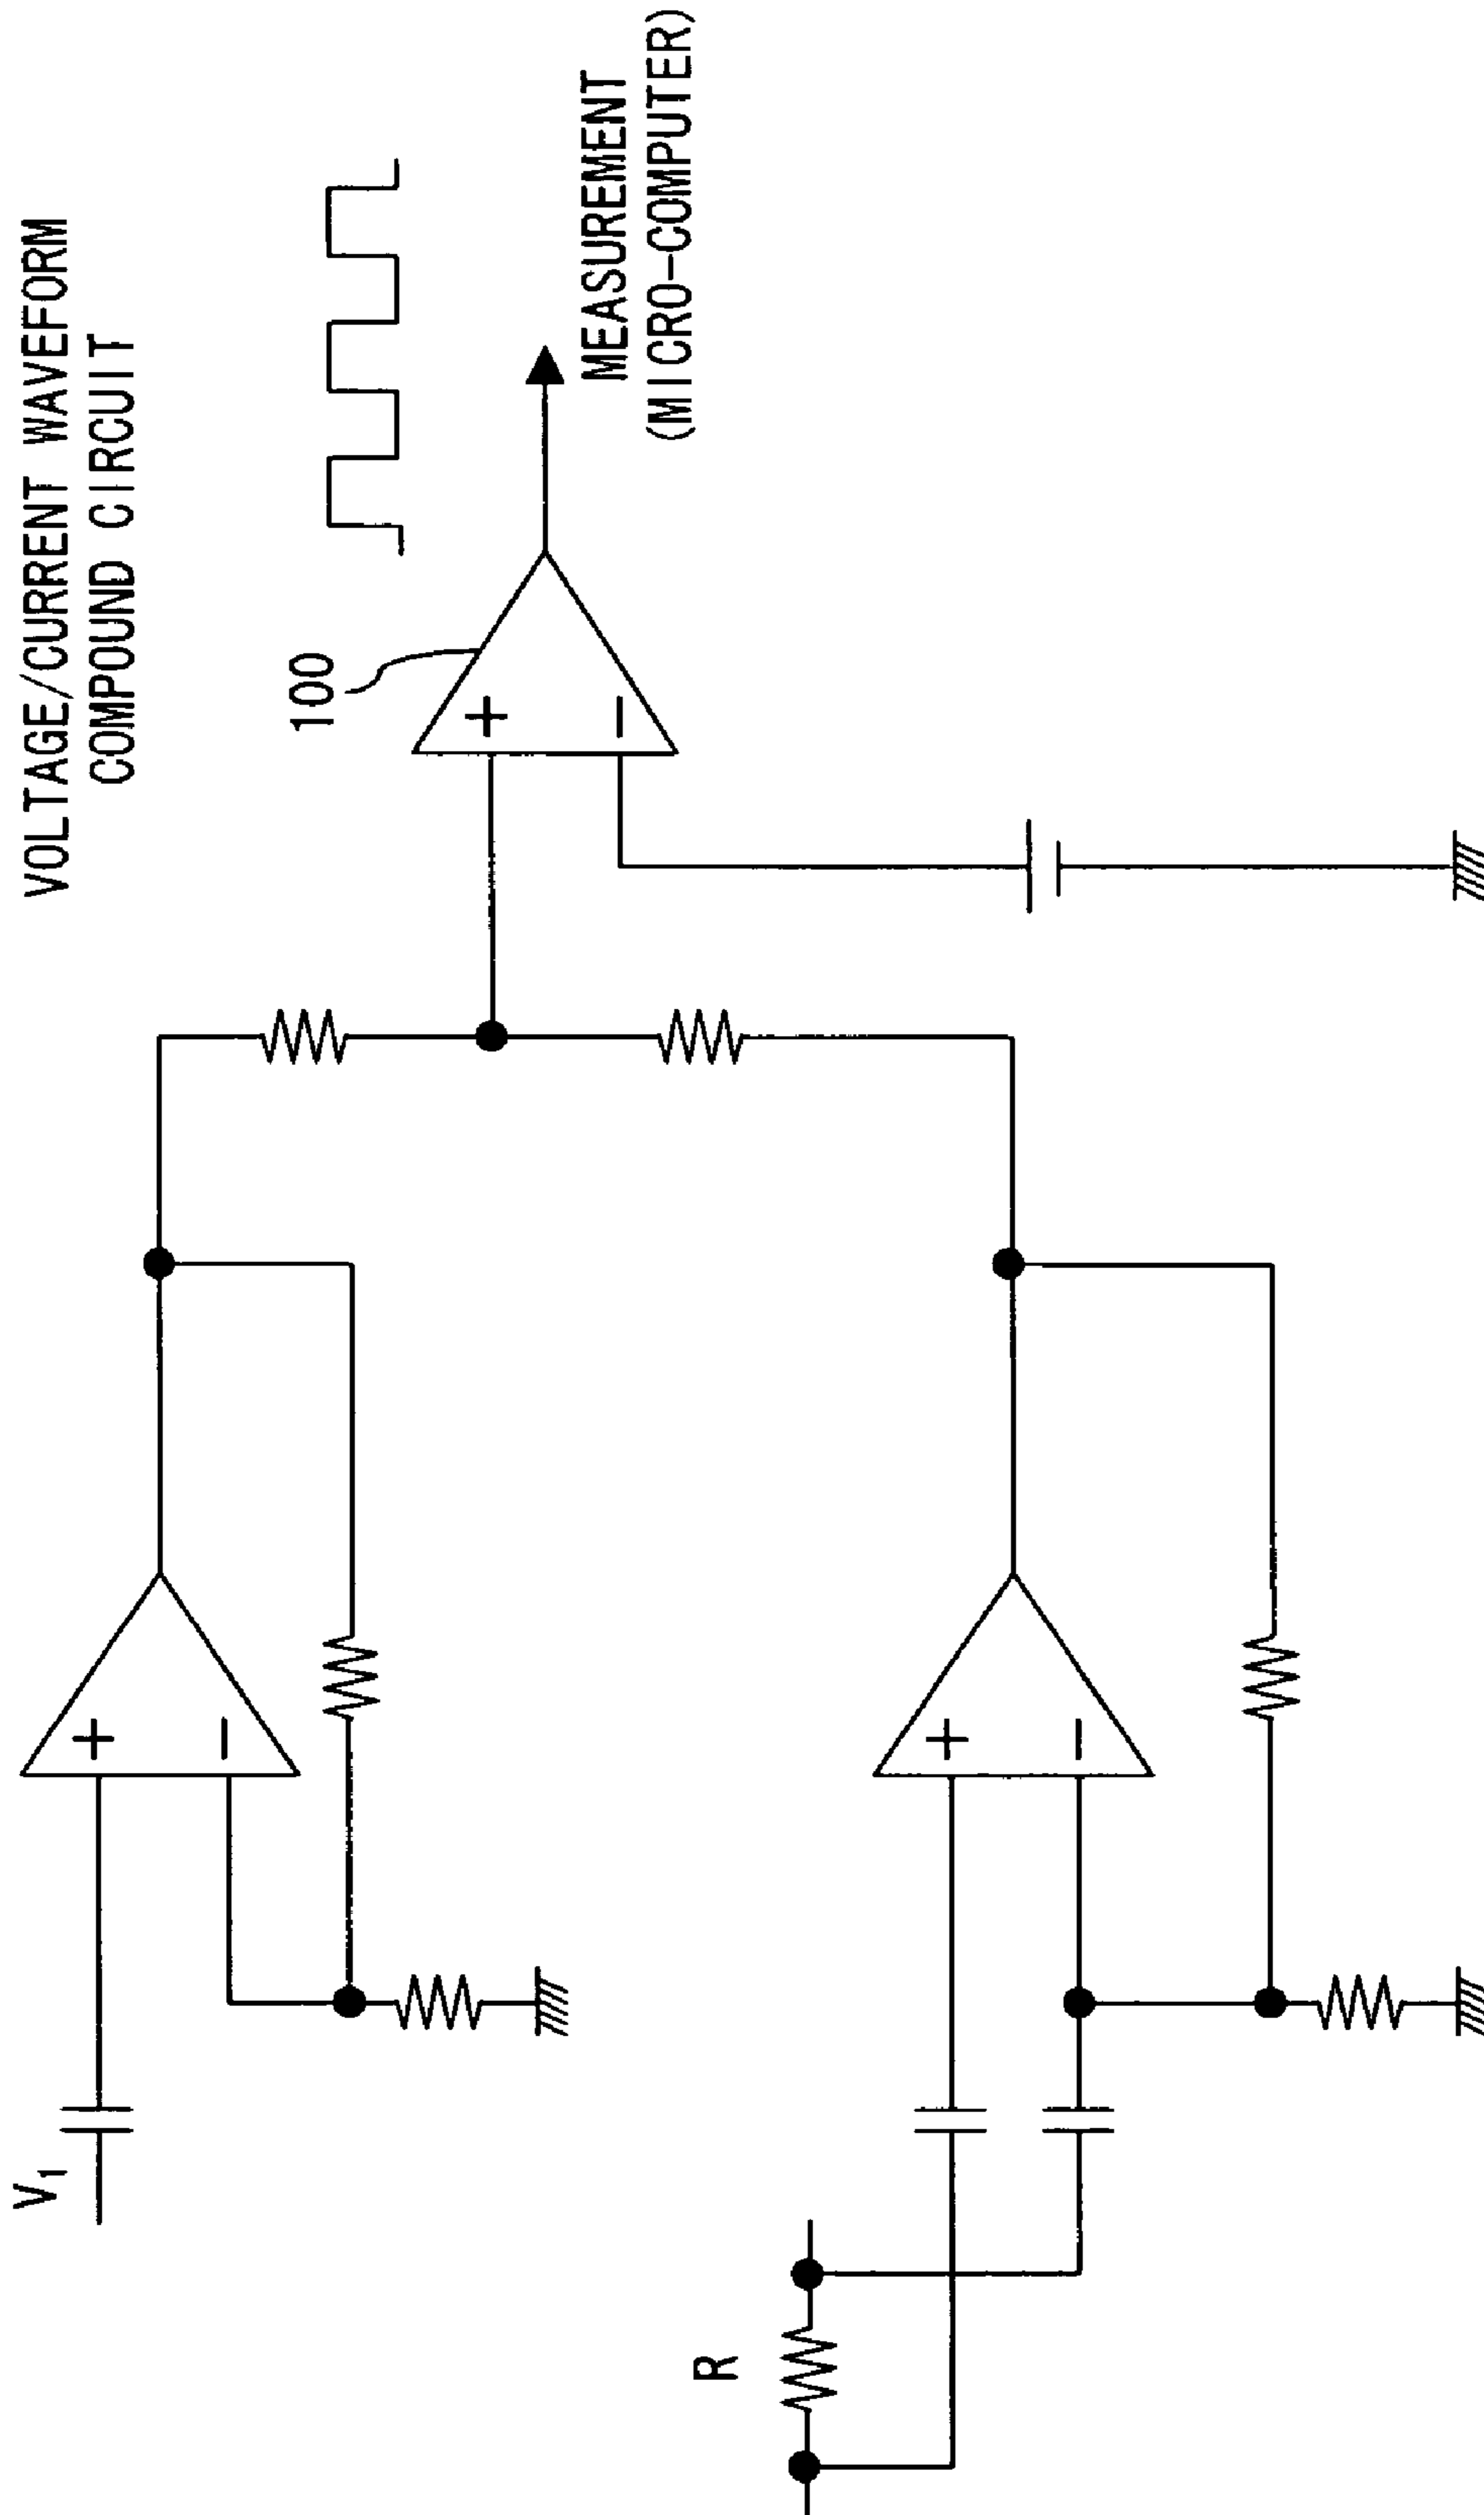 VOLTAGE/CURRENT WAVEFORM
COMPOUND CIRCUIT
100
+
−
MEASUREMENT
(MICRO-COMPUTER)
V1
+
−
R
+
−